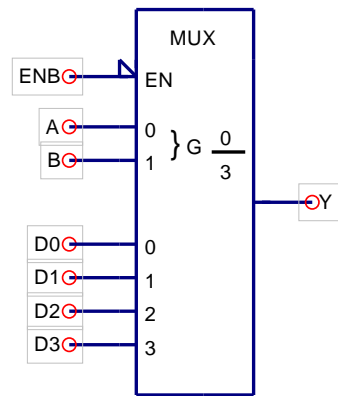 MUX
ENB EN
A 0 } G 0/3
B 1
Y
D0 0
D1 1
D2 2
D3 3